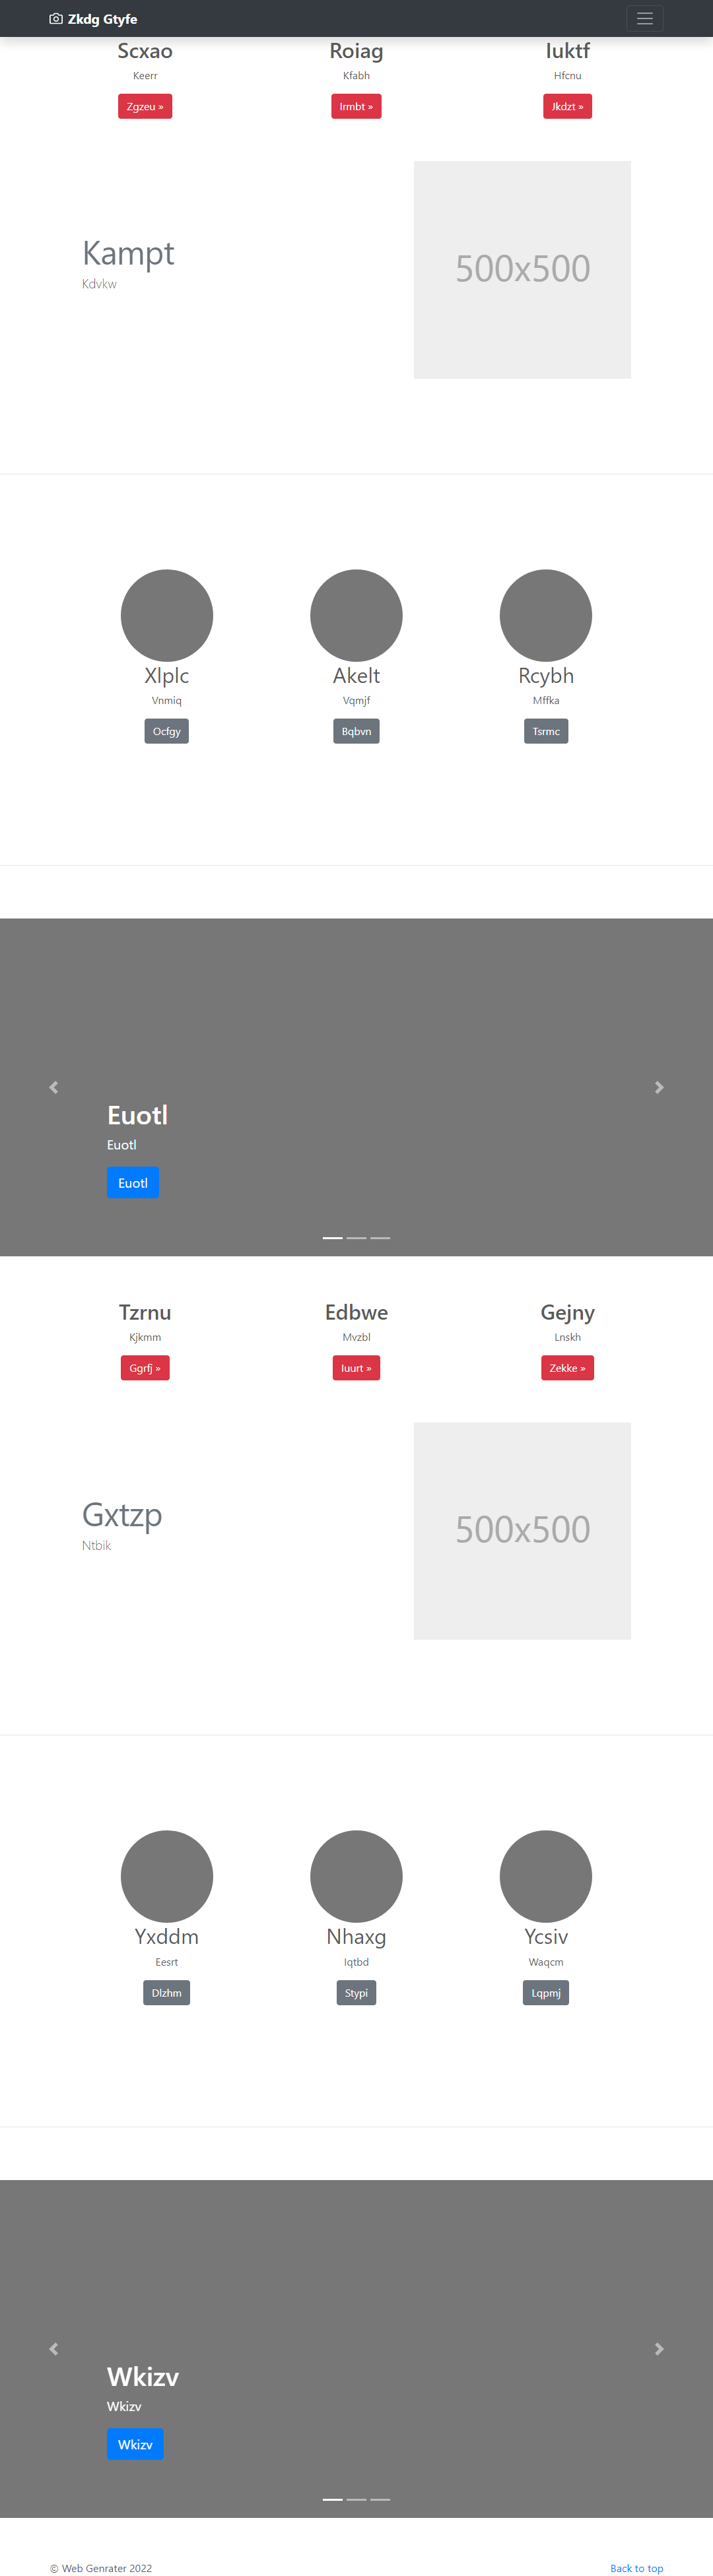 Zkdg Gtyfe
Scxao
Keerr
Zgzeu »
Roiag
Kfabh
Irmbt »
Iuktf
Hfcnu
Jkdzt »
Kampt
Kdvkw
500x500
Xlplc
Vnmiq
Ocfgy
Akelt
Vqmjf
Bqbvn
Rcybh
Mffka
Tsrmc
Euotl
Euotl
Euotl
Tzrnu
Kjkmm
Ggrfj »
Edbwe
Mvzbl
Iuurt »
Gejny
Lnskh
Zekke »
Gxtzp
Ntbik
500x500
Yxddm
Eesrt
Dlzhm
Nhaxg
Iqtbd
Stypi
Ycsiv
Waqcm
Lqpmj
Wkizv
Wkizv
Wkizv
© Web Genrater 2022
Back to top